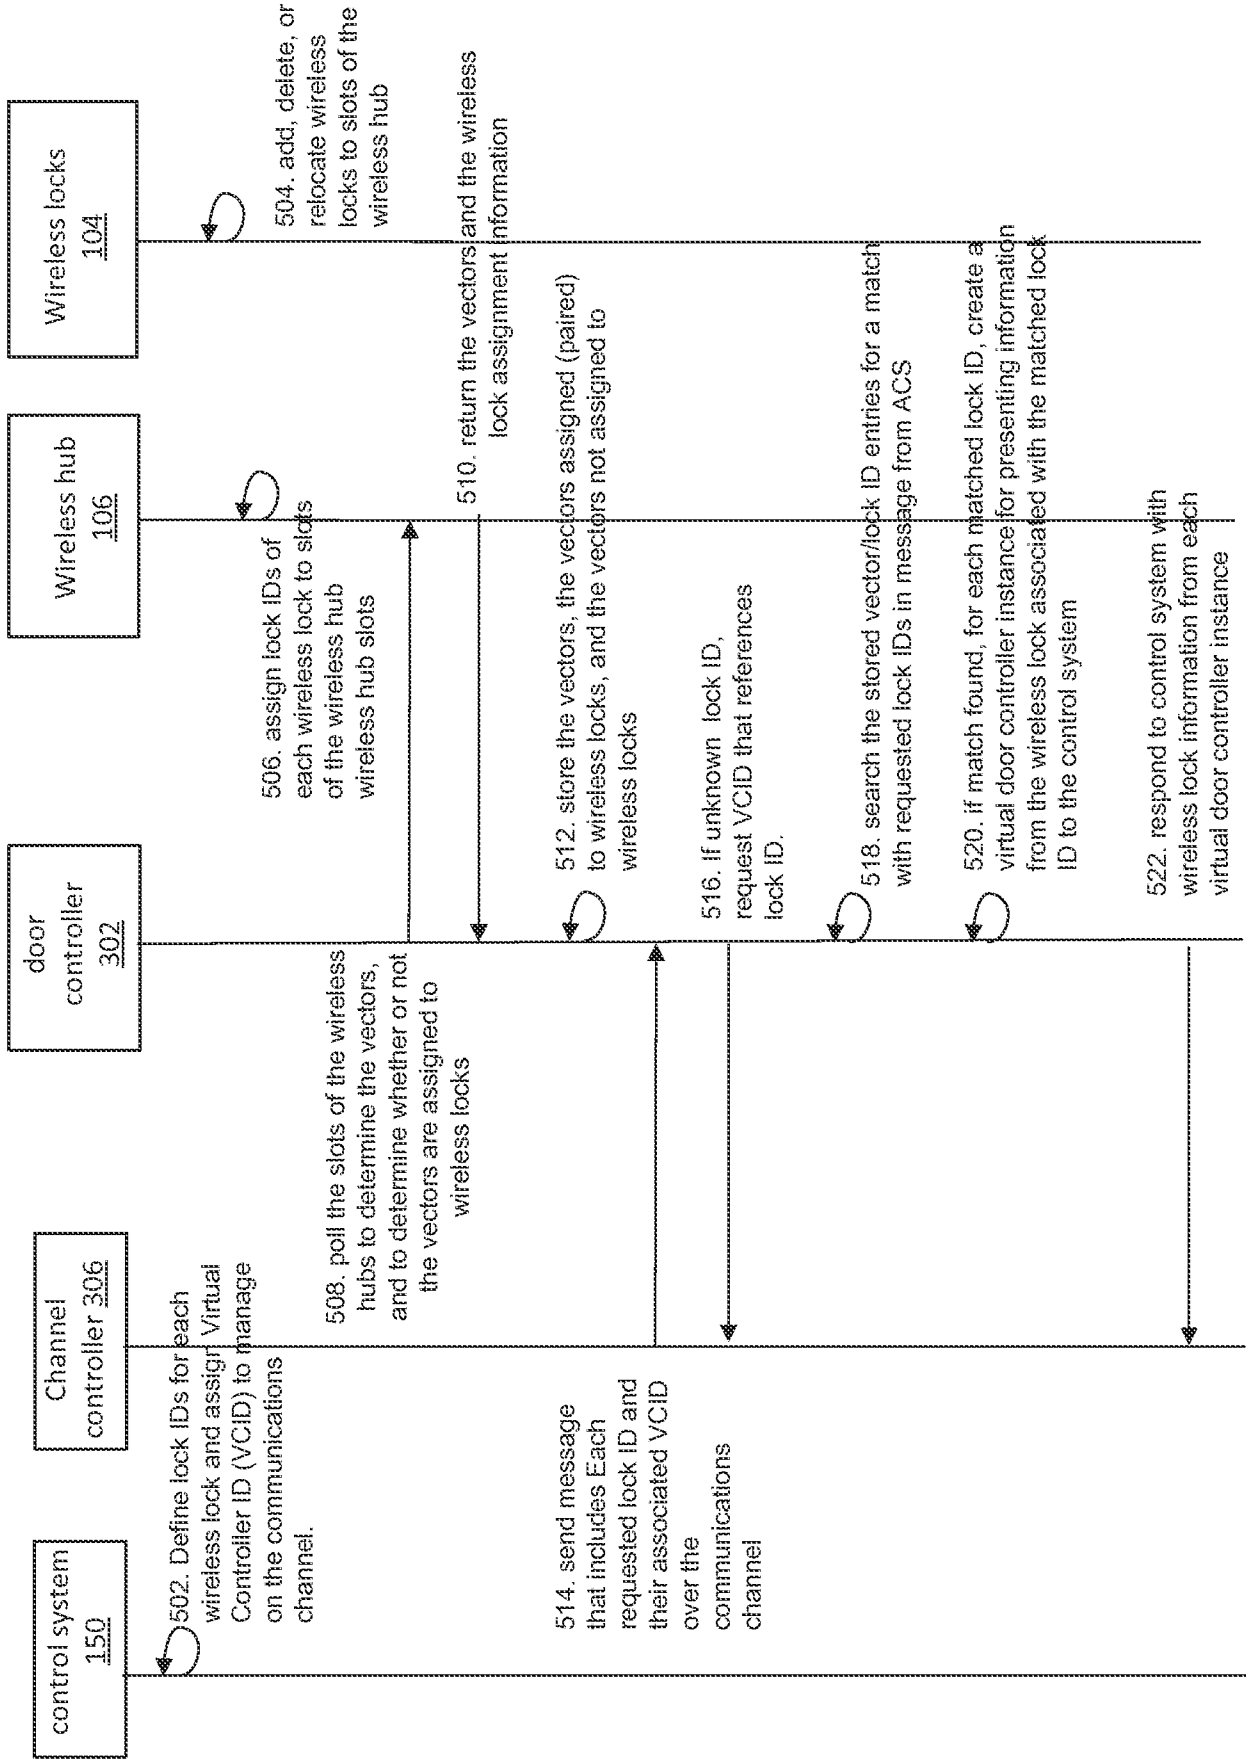 control system
150
Channel
controller 306
door
controller
302
Wireless hub
106
Wireless locks
104
502. Define lock IDs for each
wireless lock and assign Virtual
Controller ID (VCID) to manage
on the communications
channel.
504. add, delete, or
relocate wireless
locks to slots of the
wireless hub
506. assign lock IDs of
each wireless lock to slots
of the wireless hub
wireless hub slots
508. poll the slots of the wireless
hubs to determine the vectors,
and to determine whether or not
the vectors are assigned to
wireless locks
510. return the vectors and the wireless
lock assignment information
512. store the vectors, the vectors assigned (paired)
to wireless locks, and the vectors not assigned to
wireless locks
514. send message
that includes Each
requested lock ID and
their associated VCID
over the
communications
channel
516. If unknown lock ID,
request VCID that references
lock ID.
518. search the stored vector/lock ID entries for a match
with requested lock IDs in message from ACS
520. if match found, for each matched lock ID, create a
virtual door controller instance for presenting information
from the wireless lock associated with the matched lock
ID to the control system
522. respond to control system with
wireless lock information from each
virtual door controller instance